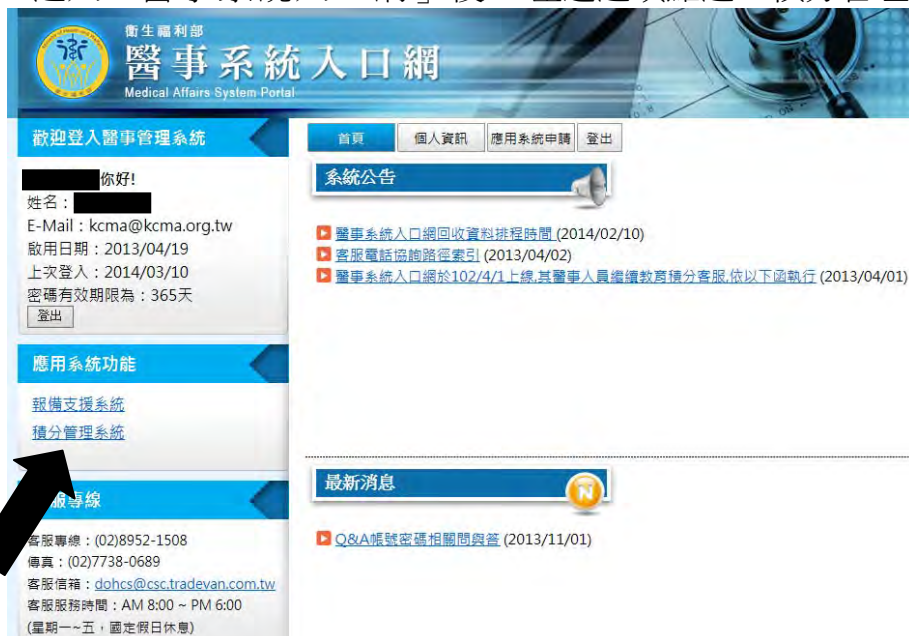 衛生福利部
醫事系統入口網
Medical Affairs System Portal
歡迎登入醫事管理系統
你好!
姓名：
E-Mail：kcma@kcma.org.tw
啟用日期：2013/04/19
上次登入：2014/03/10
密碼有效期限為：365天
登出
應用系統功能
報備支援系統
積分管理系統
服專線
客服專線：(02)8952-1508
傳真：(02)7738-0689
客服信箱：dohcs@csc.tradevan.com.tw
客服服務時間：AM 8:00 ~ PM 6:00
(星期一~五，國定假日休息)
首頁 個人資訊 應用系統申請 登出
系統公告
醫事系統入口網回收資料排程時間 (2014/02/10)
客服電話協詢路徑索引 (2013/04/02)
醫事系統入口網於102/4/1上線,其醫事人員繼續教育積分客服,依以下函執行 (2013/04/01)
最新消息
N
Q&A帳號密碼相關問與答 (2013/11/01)